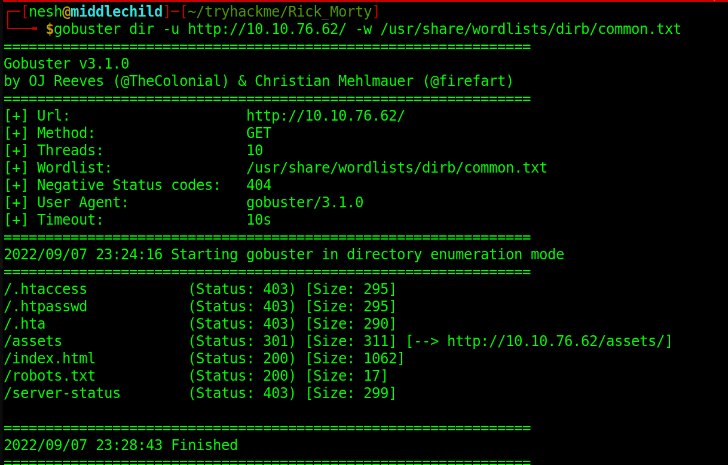 [nesh@middlechild]─[~/tryhackme/Rick_Morty]
$gobuster dir -u http://10.10.76.62/ -w /usr/share/wordlists/dirb/common.txt
===============================================================
Gobuster v3.1.0
by OJ Reeves (@TheColonial) & Christian Mehlmauer (@firefart)
===============================================================
[+] Url:                     http://10.10.76.62/
[+] Method:                  GET
[+] Threads:                 10
[+] Wordlist:                /usr/share/wordlists/dirb/common.txt
[+] Negative Status codes:   404
[+] User Agent:              gobuster/3.1.0
[+] Timeout:                 10s
===============================================================
2022/09/07 23:24:16 Starting gobuster in directory enumeration mode
===============================================================
/.htaccess            (Status: 403) [Size: 295]
/.htpasswd            (Status: 403) [Size: 295]
/.hta                 (Status: 403) [Size: 290]
/assets               (Status: 301) [Size: 311] [--> http://10.10.76.62/assets/]
/index.html           (Status: 200) [Size: 1062]
/robots.txt           (Status: 200) [Size: 17]
/server-status        (Status: 403) [Size: 299]
===============================================================
2022/09/07 23:28:43 Finished
===============================================================